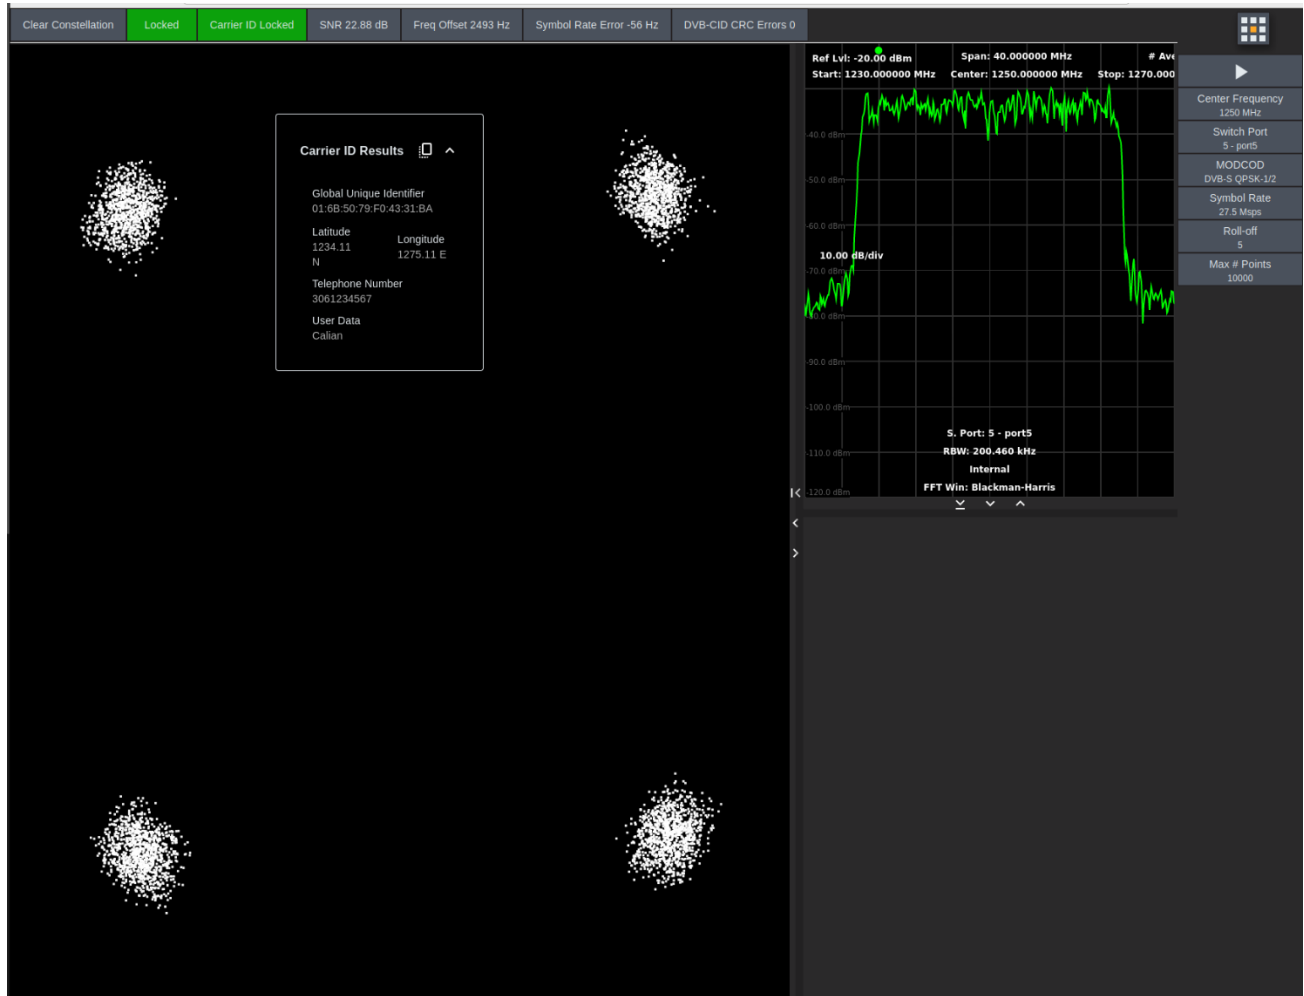 Clear Constellation
Locked
Carrier ID Locked
SNR 22.88 dB
Freq Offset 2493 Hz
Symbol Rate Error -56 Hz
DVB-CID CRC Errors 0
Carrier ID Results
Global Unique Identifier
01:6B:50:79:F0:43:31:BA
Latitude
1234.11
N
Longitude
1275.11 E
Telephone Number
3061234567
User Data
Calian
Ref Lvl: -20.00 dBm
Span: 40.000000 MHz
# Ave
Start: 1230.000000 MHz
Center: 1250.000000 MHz
Stop: 1270.000
-40.0 dBm
-50.0 dBm
-60.0 dBm
10.00 dB/div
-70.0 dBm
-80.0 dBm
-90.0 dBm
-100.0 dBm
-110.0 dBm
-120.0 dBm
S. Port: 5 - port5
RBW: 200.460 kHz
Internal
FFT Win: Blackman-Harris
Center Frequency
1250 MHz
Switch Port
5 - port5
MODCOD
DVB-S QPSK-1/2
Symbol Rate
27.5 Msps
Roll-off
5
Max # Points
10000